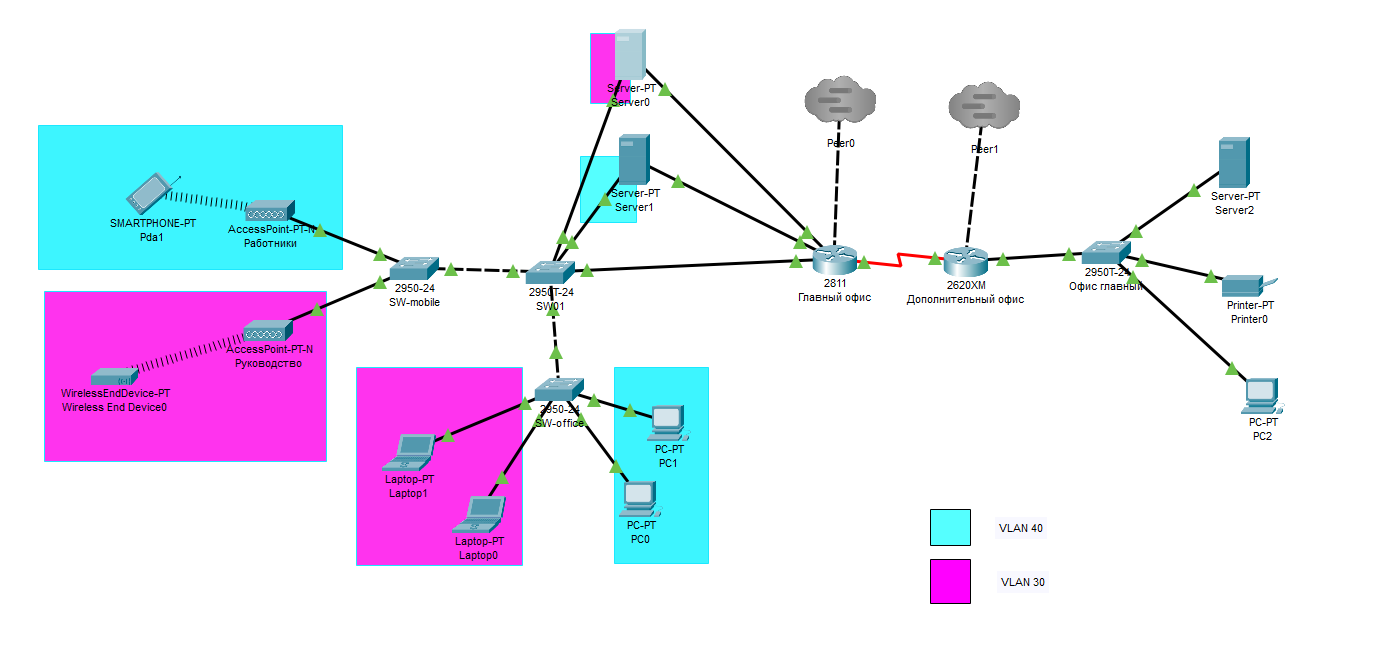 Server-PT
Server0
Server-PT
Server1
Peer0
Peer1
Server-PT
Server2
SMARTPHONE-PT
Pda1
AccessPoint-PT-N
Работники
2950-24
SW-mobile
2950T-24
SW01
2811
Главный офис
2620XM
Дополнительный офис
2950T-24
Офис главный
Printer-PT
Printer0
AccessPoint-PT-N
Руководство
WirelessEndDevice-PT
Wireless End Device0
2950-24
SW-office
PC-PT
PC2
PC-PT
PC1
Laptop-PT
Laptop1
PC-PT
PC0
Laptop-PT
Laptop0
VLAN 40
VLAN 30